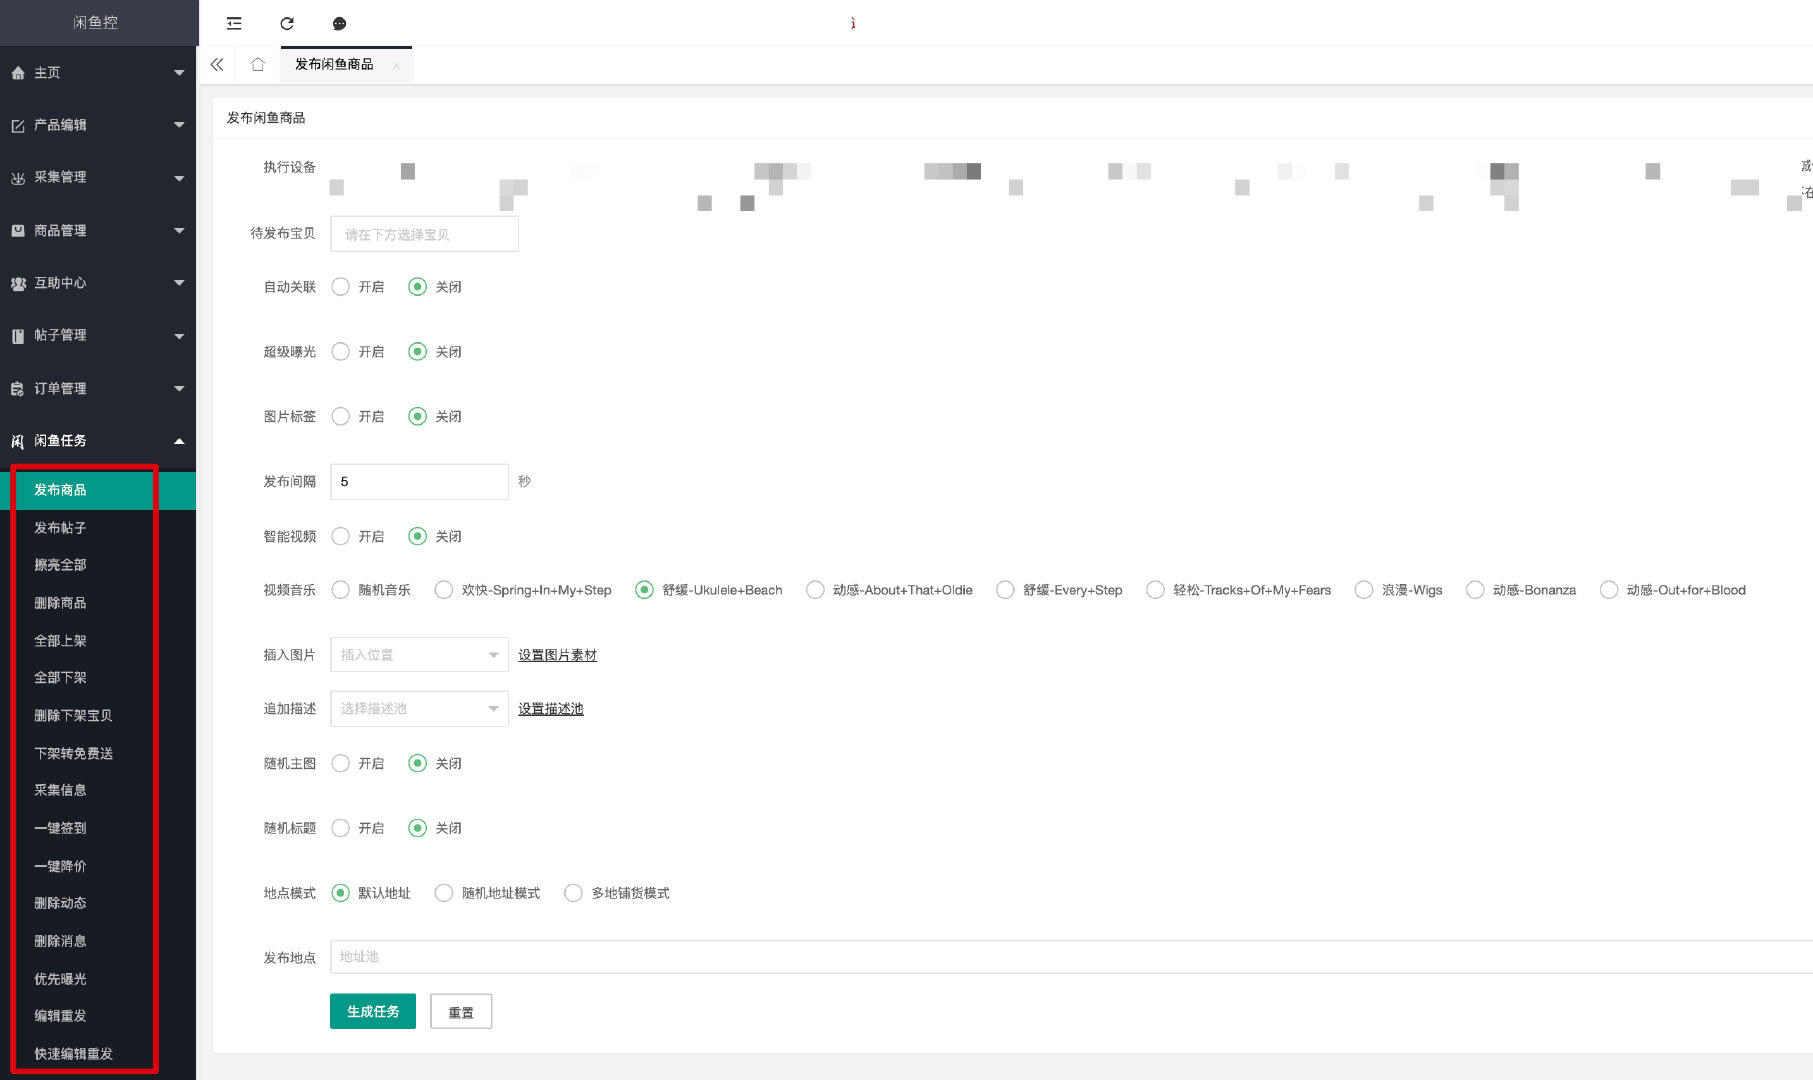 闲鱼控
主页
产品编辑
采集管理
商品管理
互助中心
帖子管理
订单管理
闲鱼任务
发布商品
发布帖子
擦亮全部
删除商品
全部上架
全部下架
删除下架宝贝
下架转免费送
采集信息
一键签到
一键降价
删除动态
删除消息
优先曝光
编辑重发
快速编辑重发
发布闲鱼商品
发布闲鱼商品
执行设备
待发布宝贝 请在下方选择宝贝
自动关联 开启 关闭
超级曝光 开启 关闭
图片标签 开启 关闭
发布间隔 5 秒
智能视频 开启 关闭
视频音乐 随机音乐 欢快-Spring+In+My+Step 舒缓-Ukulele+Beach 动感-About+That+Oldie 舒缓-Every+Step 轻松-Tracks+Of+My+Fears 浪漫-Wigs 动感-Bonanza 动感-Out+for+Blood
插入图片 插入位置 设置图片素材
追加描述 选择描述池 设置描述池
随机主图 开启 关闭
随机标题 开启 关闭
地点模式 默认地址 随机地址模式 多地铺货模式
发布地点 地址池
生成任务 重置